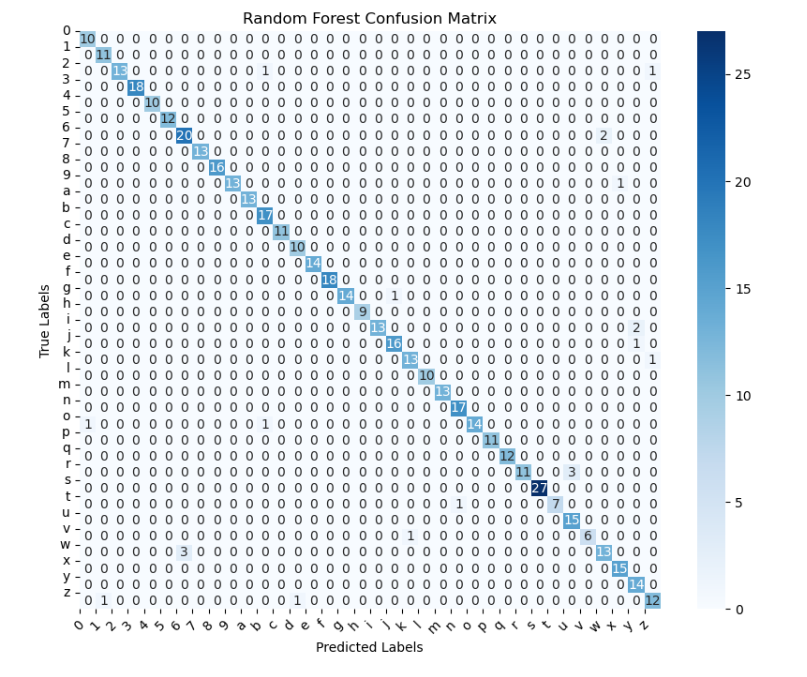 Random Forest Confusion Matrix
0 10 0 0 0 0 0 0 0 0 0 0 0 0 0 0 0 0 0 0 0 0 0 0 0 0 0 0 0 0 0 0 0 0 0 0 0
1 0 11 0 0 0 0 0 0 0 0 0 0 0 0 0 0 0 0 0 0 0 0 0 0 0 0 0 0 0 0 0 0 0 0 0 0
2 0 0 13 0 0 0 0 0 0 0 0 1 0 0 0 0 0 0 0 0 0 0 0 0 0 0 0 0 0 0 0 0 0 0 0 1
3 0 0 0 18 0 0 0 0 0 0 0 0 0 0 0 0 0 0 0 0 0 0 0 0 0 0 0 0 0 0 0 0 0 0 0 0
4 0 0 0 0 10 0 0 0 0 0 0 0 0 0 0 0 0 0 0 0 0 0 0 0 0 0 0 0 0 0 0 0 0 0 0 0
5 0 0 0 0 0 12 0 0 0 0 0 0 0 0 0 0 0 0 0 0 0 0 0 0 0 0 0 0 0 0 0 0 0 0 0 0
6 0 0 0 0 0 0 20 0 0 0 0 0 0 0 0 0 0 0 0 0 0 0 0 0 0 0 0 0 0 0 0 0 2 0 0 0
7 0 0 0 0 0 0 0 13 0 0 0 0 0 0 0 0 0 0 0 0 0 0 0 0 0 0 0 0 0 0 0 0 0 0 0 0
8 0 0 0 0 0 0 0 0 16 0 0 0 0 0 0 0 0 0 0 0 0 0 0 0 0 0 0 0 0 0 0 0 0 0 0 0
9 0 0 0 0 0 0 0 0 0 13 0 0 0 0 0 0 0 0 0 0 0 0 0 0 0 0 0 0 0 0 0 0 0 1 0 0
a 0 0 0 0 0 0 0 0 0 0 13 0 0 0 0 0 0 0 0 0 0 0 0 0 0 0 0 0 0 0 0 0 0 0 0 0
b 0 0 0 0 0 0 0 0 0 0 0 17 0 0 0 0 0 0 0 0 0 0 0 0 0 0 0 0 0 0 0 0 0 0 0 0
c 0 0 0 0 0 0 0 0 0 0 0 0 11 0 0 0 0 0 0 0 0 0 0 0 0 0 0 0 0 0 0 0 0 0 0 0
d 0 0 0 0 0 0 0 0 0 0 0 0 0 10 0 0 0 0 0 0 0 0 0 0 0 0 0 0 0 0 0 0 0 0 0 0
e 0 0 0 0 0 0 0 0 0 0 0 0 0 0 14 0 0 0 0 0 0 0 0 0 0 0 0 0 0 0 0 0 0 0 0 0
f 0 0 0 0 0 0 0 0 0 0 0 0 0 0 0 18 0 0 0 0 0 0 0 0 0 0 0 0 0 0 0 0 0 0 0 0
g 0 0 0 0 0 0 0 0 0 0 0 0 0 0 0 0 14 0 0 1 0 0 0 0 0 0 0 0 0 0 0 0 0 0 0 0
h 0 0 0 0 0 0 0 0 0 0 0 0 0 0 0 0 0 9 0 0 0 0 0 0 0 0 0 0 0 0 0 0 0 0 0 0
i 0 0 0 0 0 0 0 0 0 0 0 0 0 0 0 0 0 0 13 0 0 0 0 0 0 0 0 0 0 0 0 0 0 0 2 0
j 0 0 0 0 0 0 0 0 0 0 0 0 0 0 0 0 0 0 0 16 0 0 0 0 0 0 0 0 0 0 0 0 0 0 1 0
k 0 0 0 0 0 0 0 0 0 0 0 0 0 0 0 0 0 0 0 0 13 0 0 0 0 0 0 0 0 0 0 0 0 0 0 1
l 0 0 0 0 0 0 0 0 0 0 0 0 0 0 0 0 0 0 0 0 0 10 0 0 0 0 0 0 0 0 0 0 0 0 0 0
m 0 0 0 0 0 0 0 0 0 0 0 0 0 0 0 0 0 0 0 0 0 0 13 0 0 0 0 0 0 0 0 0 0 0 0 0
n 0 0 0 0 0 0 0 0 0 0 0 0 0 0 0 0 0 0 0 0 0 0 0 17 0 0 0 0 0 0 0 0 0 0 0 0
o 1 0 0 0 0 0 0 0 0 0 0 1 0 0 0 0 0 0 0 0 0 0 0 0 14 0 0 0 0 0 0 0 0 0 0 0
p 0 0 0 0 0 0 0 0 0 0 0 0 0 0 0 0 0 0 0 0 0 0 0 0 0 11 0 0 0 0 0 0 0 0 0 0
q 0 0 0 0 0 0 0 0 0 0 0 0 0 0 0 0 0 0 0 0 0 0 0 0 0 0 12 0 0 0 0 0 0 0 0 0
r 0 0 0 0 0 0 0 0 0 0 0 0 0 0 0 0 0 0 0 0 0 0 0 0 0 0 0 11 0 0 3 0 0 0 0 0
s 0 0 0 0 0 0 0 0 0 0 0 0 0 0 0 0 0 0 0 0 0 0 0 0 0 0 0 0 27 0 0 0 0 0 0 0
t 0 0 0 0 0 0 0 0 0 0 0 0 0 0 0 0 0 0 0 0 0 0 0 1 0 0 0 0 0 7 0 0 0 0 0 0
u 0 0 0 0 0 0 0 0 0 0 0 0 0 0 0 0 0 0 0 0 0 0 0 0 0 0 0 0 0 0 15 0 0 0 0 0
v 0 0 0 0 0 0 0 0 0 0 0 0 0 0 0 0 0 0 0 0 1 0 0 0 0 0 0 0 0 0 0 6 0 0 0 0
w 0 0 0 0 0 0 3 0 0 0 0 0 0 0 0 0 0 0 0 0 0 0 0 0 0 0 0 0 0 0 0 0 13 0 0 0
x 0 0 0 0 0 0 0 0 0 0 0 0 0 0 0 0 0 0 0 0 0 0 0 0 0 0 0 0 0 0 0 0 0 15 0 0
y 0 0 0 0 0 0 0 0 0 0 0 0 0 0 0 0 0 0 0 0 0 0 0 0 0 0 0 0 0 0 0 0 0 0 14 0
z 0 1 0 0 0 0 0 0 0 0 0 0 0 1 0 0 0 0 0 0 0 0 0 0 0 0 0 0 0 0 0 0 0 0 0 12
True Labels
0 1 2 3 4 5 6 7 8 9 a b c d e f g h i j k l m n o p q r s t u v w x y z
Predicted Labels
25
20
15
10
5
0